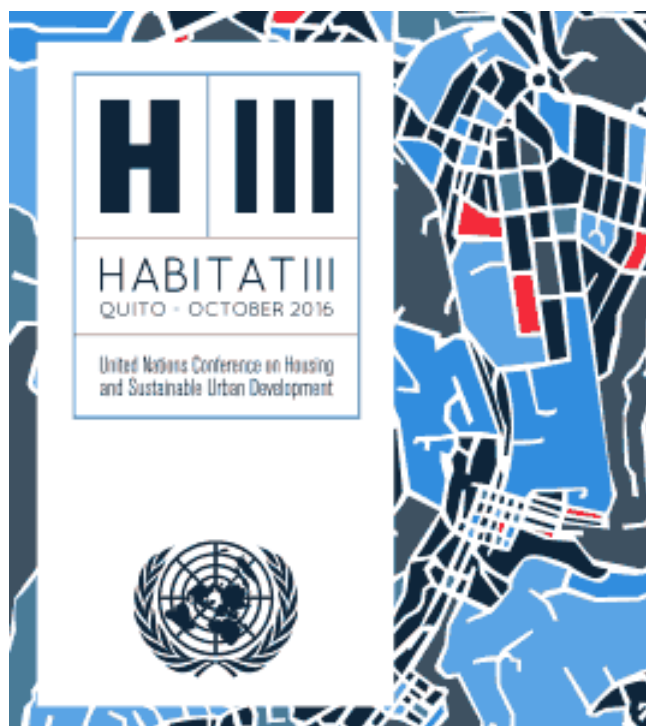 H III
HABITAT III
QUITO - OCTOBER 2016
United Nations Conference on Housing
and Sustainable Urban Development